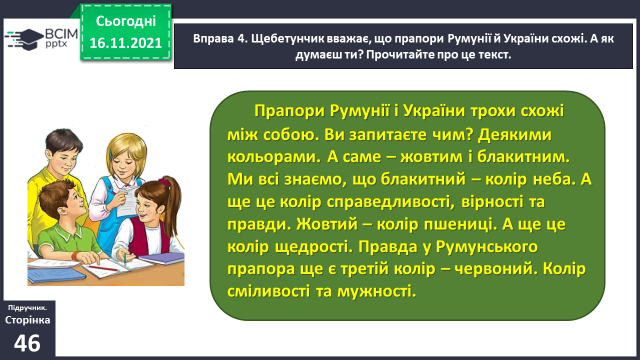 ВСІМ
pptx
Сьогодні
16.11.2021
Вправа 4. Щебетунчик вважає, що прапори Румунії й України схожі. А як
думаєш ти? Прочитайте про це текст.
Прапори Румунії і України трохи схожі
між собою. Ви запитаєте чим? Деякими
кольорами. А саме – жовтим і блакитним.
Ми всі знаємо, що блакитний – колір неба. А
ще це колір справедливості, вірності та
правди. Жовтий – колір пшениці. А ще це
колір щедрості. Правда у Румунського
прапора ще є третій колір – червоний. Колір
сміливості та мужності.
Підручник.
Сторінка
46